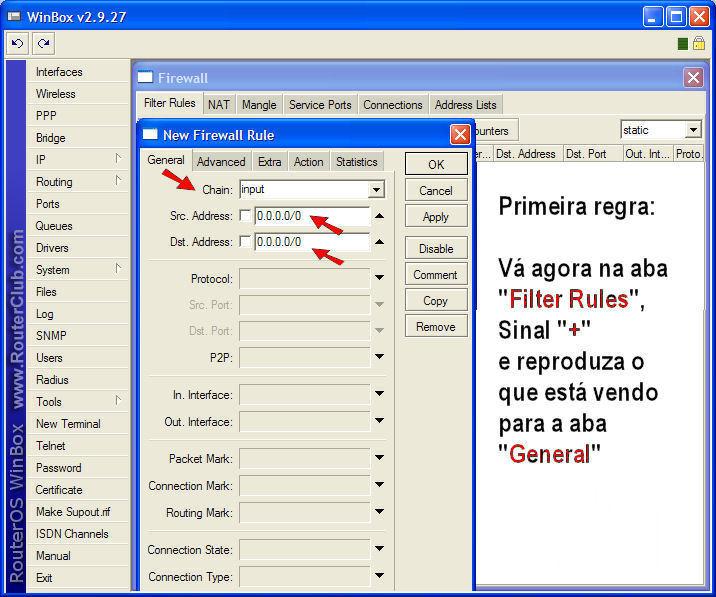 WinBox v2.9.27
Interfaces
Wireless
PPP
Bridge
IP
Routing
Ports
Queues
Drivers
System
Files
Log
SNMP
Users
Radius
Tools
New Terminal
Telnet
Password
Certificate
Make Supout.rif
ISDN Channels
Manual
Exit
RouterOS WinBox www.RouterClub.com
Firewall
Filter Rules NAT Mangle Service Ports Connections Address Lists
static
Dst. Address Dst. Port Out. Int... Proto.
New Firewall Rule
General Advanced Extra Action Statistics
Chain: input
Src. Address: 0.0.0.0/0
Dst. Address: 0.0.0.0/0
Protocol:
Src. Port:
Dst. Port:
P2P:
In. Interface:
Out. Interface:
Packet Mark:
Connection Mark:
Routing Mark:
Connection State:
Connection Type:
OK
Cancel
Apply
Disable
Comment
Copy
Remove
Primeira regra:
Vá agora na aba
"Filter Rules",
Sinal "+"
e reproduza o
que está vendo
para a aba
"General"